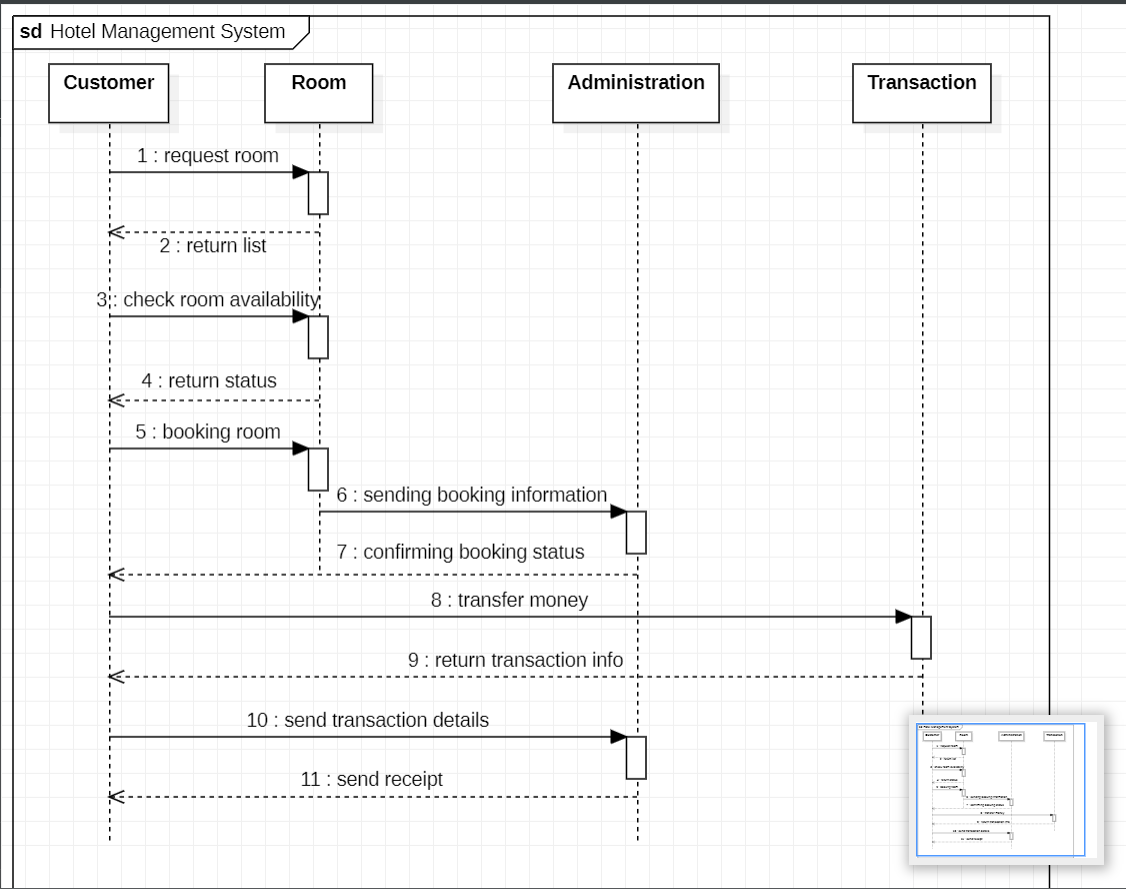 sd Hotel Management System
Customer
Room
Administration
Transaction
1 : request room
2 : return list
3 : check room availability
4 : return status
5 : booking room
6 : sending booking information
7 : confirming booking status
8 : transfer money
9 : return transaction info
10 : send transaction details
11 : send receipt